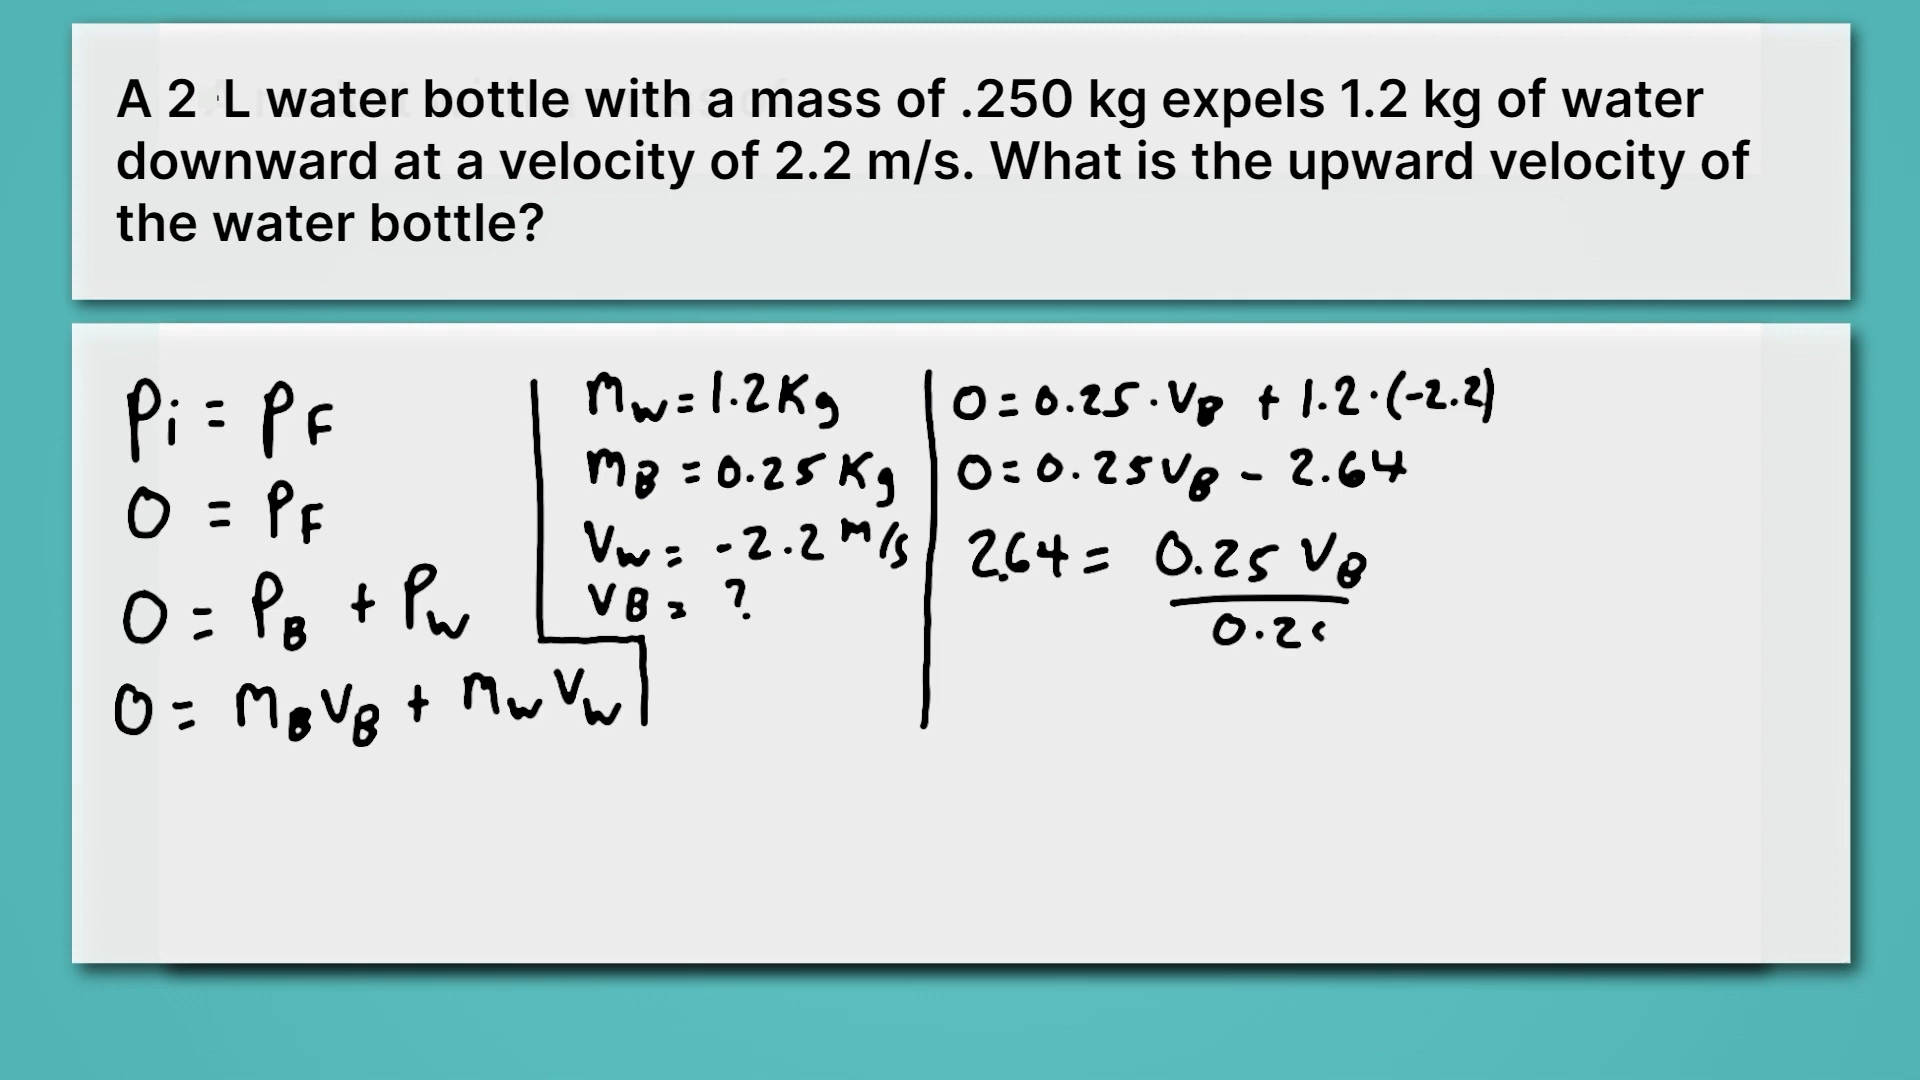 A 2 L water bottle with a mass of .250 kg expels 1.2 kg of water
downward at a velocity of 2.2 m/s. What is the upward velocity of
the water bottle?
Pi = PF
0 = PF
0 = PB + Pw
0 = mBVB + mwVw
mw = 1.2Kg
mB = 0.25Kg
Vw = -2.2 m/s
VB = ?
0 = 0.25 · VB + 1.2 · (-2.2)
0 = 0.25VB - 2.64
2.64 = 0.25 VB
0.2